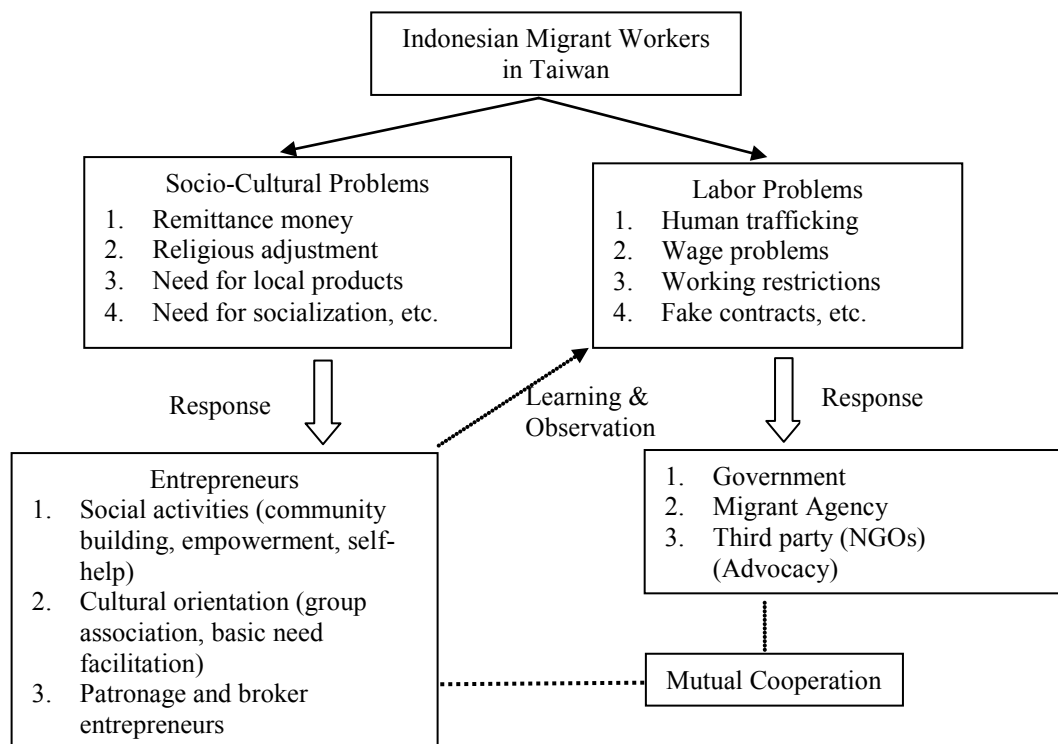 Indonesian Migrant Workers
in Taiwan
Socio-Cultural Problems
1. Remittance money
2. Religious adjustment
3. Need for local products
4. Need for socialization, etc.
Labor Problems
1. Human trafficking
2. Wage problems
3. Working restrictions
4. Fake contracts, etc.
Response
Learning &
Observation
Response
Entrepreneurs
1. Social activities (community
building, empowerment, self-
help)
2. Cultural orientation (group
association, basic need
facilitation)
3. Patronage and broker
entrepreneurs
1. Government
2. Migrant Agency
3. Third party (NGOs)
(Advocacy)
Mutual Cooperation